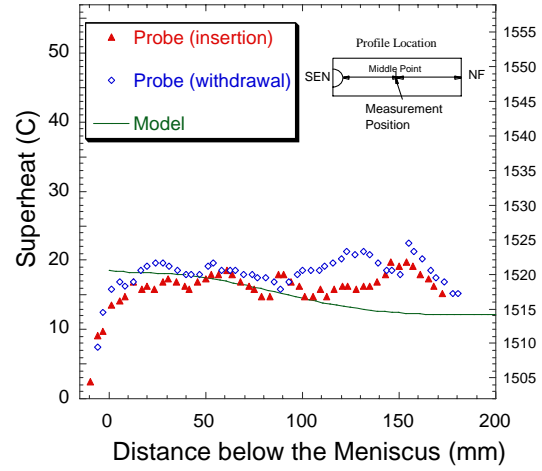 Probe (insertion)
Probe (withdrawal)
Model
Profile Location
SEN
Middle Point
NF
Measurement
Position
Superheat (C)
50
40
30
20
10
0
1555
1550
1545
1540
1535
1530
1525
1520
1515
1510
1505
0 50 100 150 200
Distance below the Meniscus (mm)